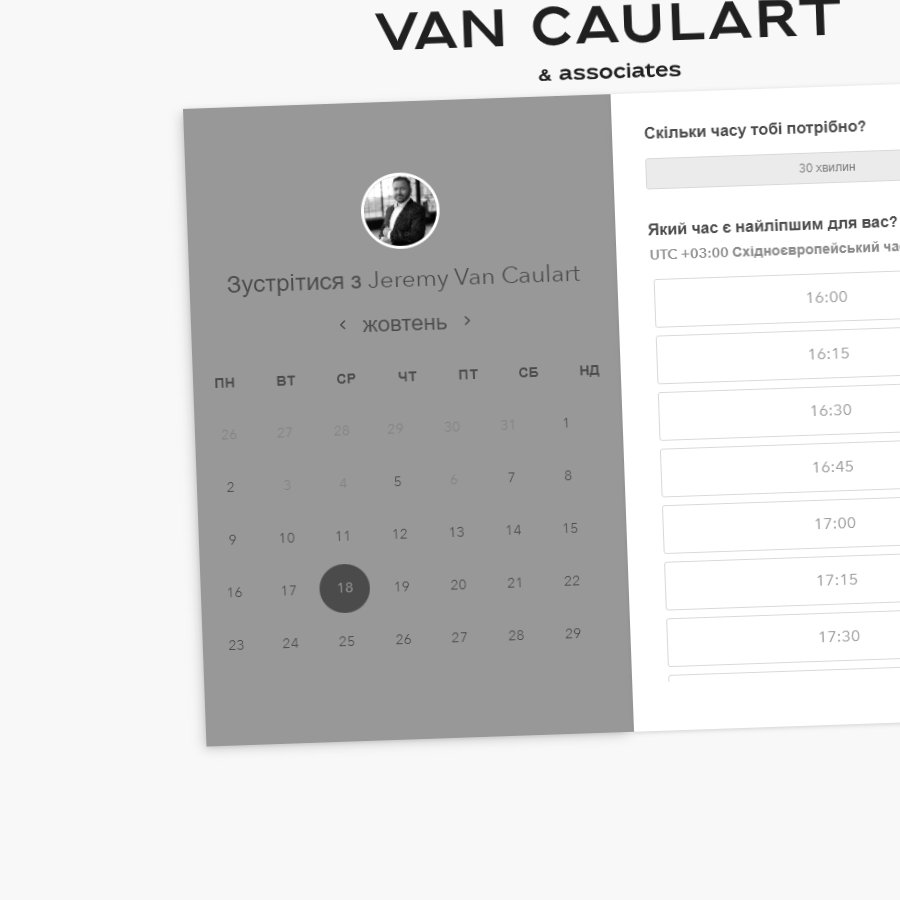 VAN CAULART
& associates
Зустрітися з Jeremy Van Caulart
жовтень
ПН ВТ СР ЧТ ПТ СБ НД
26 27 28 29 30 31 1
2 3 4 5 6 7 8
9 10 11 12 13 14 15
16 17 18 19 20 21 22
23 24 25 26 27 28 29
Скільки часу тобі потрібно?
30 хвилин
Який час є найліпшим для вас?
UTC +03:00 Східноєвропейський
16:00
16:15
16:30
16:45
17:00
17:15
17:30